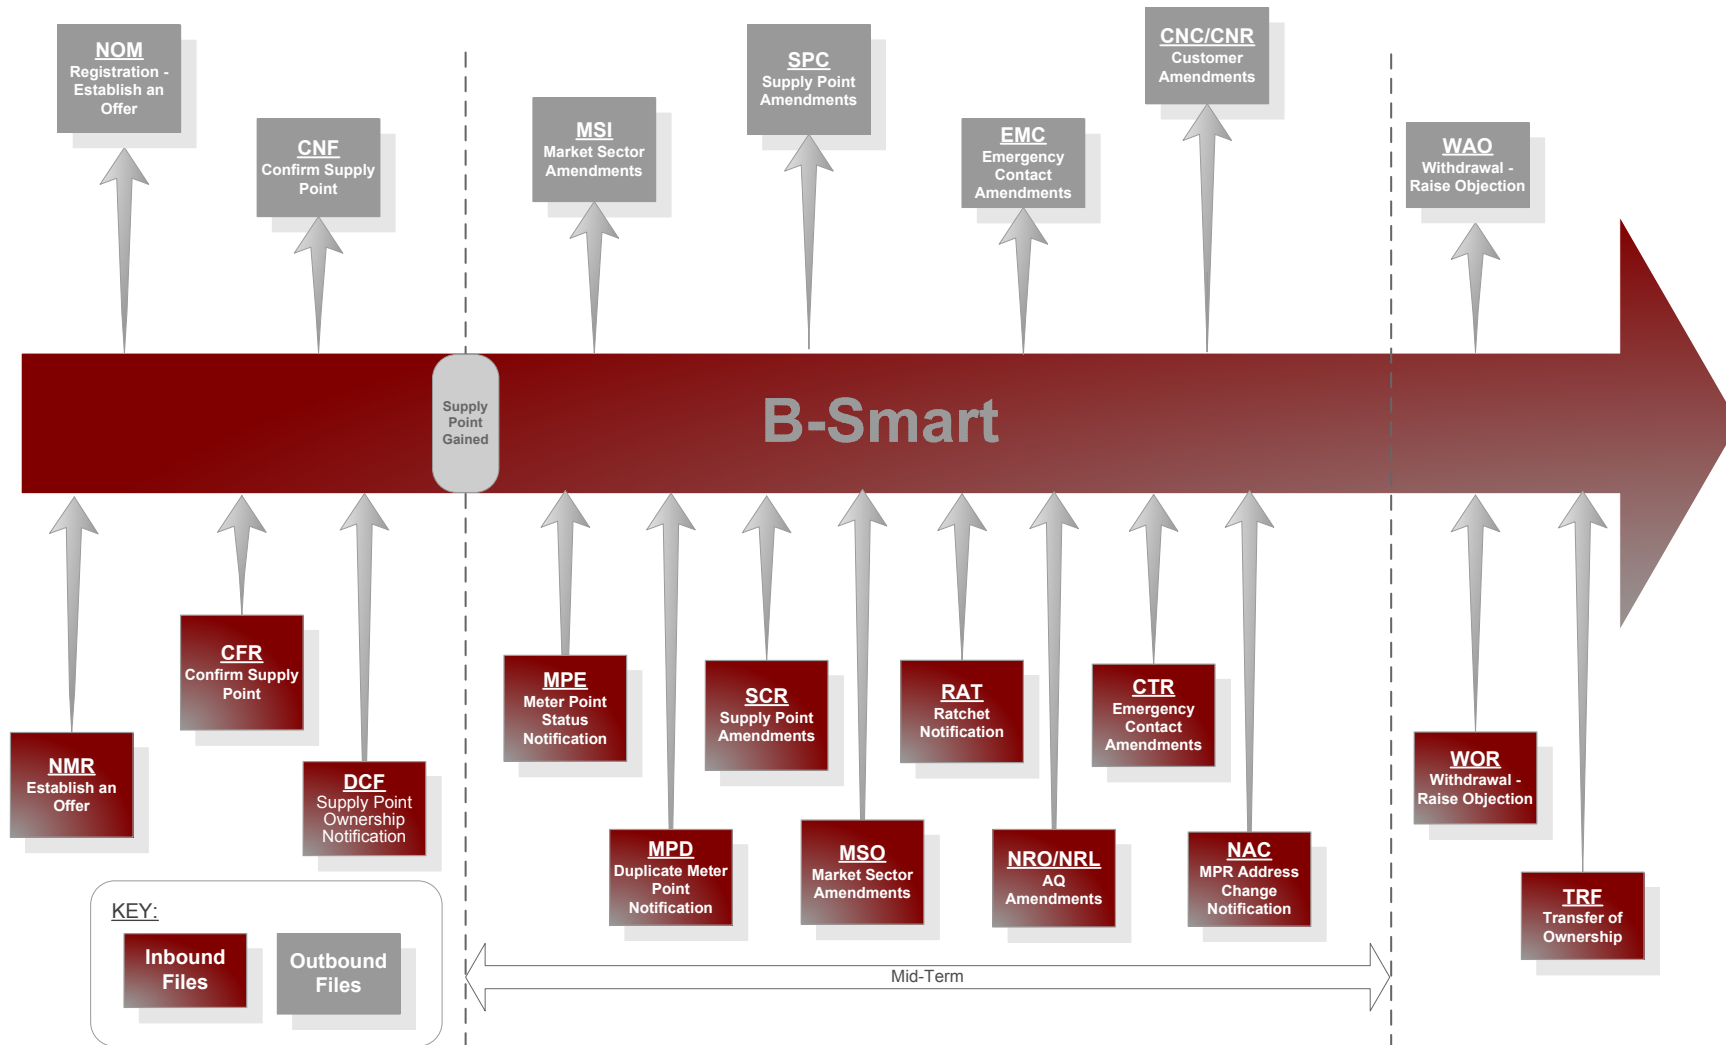 NOM
Registration -
Establish an
Offer
CNF
Confirm Supply
Point
MSI
Market Sector
Amendments
SPC
Supply Point
Amendments
EMC
Emergency
Contact
Amendments
CNC/CNR
Customer
Amendments
WAO
Withdrawal -
Raise Objection
Supply
Point
Gained
B-Smart
NMR
Establish an
Offer
CFR
Confirm Supply
Point
DCF
Supply Point
Ownership
Notification
MPE
Meter Point
Status
Notification
MPD
Duplicate Meter
Point
Notification
SCR
Supply Point
Amendments
MSO
Market Sector
Amendments
RAT
Ratchet
Notification
NRO/NRL
AQ
Amendments
CTR
Emergency
Contact
Amendments
NAC
MPR Address
Change
Notification
WOR
Withdrawal -
Raise Objection
TRF
Transfer of
Ownership
KEY:
Inbound
Files
Outbound
Files
Mid-Term